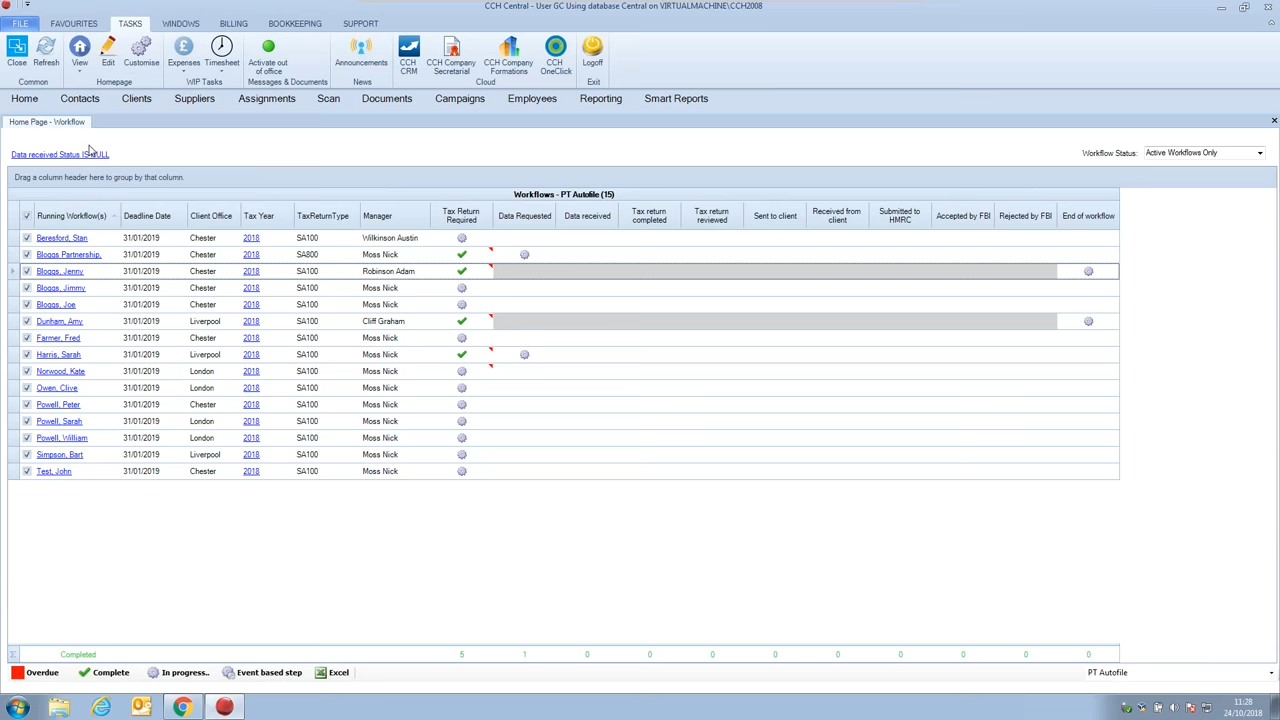 CCH Central - User GC Using database Central on VIRTUALMACHINE\CCH2008
FILE FAVOURITES TASKS WINDOWS BILLING BOOKKEEPING SUPPORT
Close Refresh View Edit Customise Expenses Timesheet Activate out of office Announcements CCH CRM CCH Company Secretarial CCH Company Formations CCH OneClick Logoff
Common Homepage WIP Tasks Messages & Documents News Cloud Exit
Home Contacts Clients Suppliers Assignments Scan Documents Campaigns Employees Reporting Smart Reports
Home Page - Workflow
Data received Status IS NULL Workflow Status: Active Workflows Only
Drag a column header here to group by that column.
Workflows - PT Autofile (15)
Running Workflow(s) Deadline Date Client Office Tax Year TaxReturnType Manager Tax Return Required Data Requested Data received Tax return completed Tax return reviewed Sent to client Received from client Submitted to HMRC Accepted by FBI Rejected by FBI End of workflow
Beresford, Stan 31/01/2019 Chester 2018 SA100 Wilkinson Austin
Bloggs Partnership, 31/01/2019 Chester 2018 SA800 Moss Nick
Bloggs, Jenny 31/01/2019 Chester 2018 SA100 Robinson Adam
Bloggs, Jimmy 31/01/2019 Chester 2018 SA100 Moss Nick
Bloggs, Joe 31/01/2019 Chester 2018 SA100 Moss Nick
Dunham, Amy 31/01/2019 Liverpool 2018 SA100 Cliff Graham
Farmer, Fred 31/01/2019 Chester 2018 SA100 Moss Nick
Harris, Sarah 31/01/2019 Liverpool 2018 SA100 Moss Nick
Norwood, Kate 31/01/2019 London 2018 SA100 Moss Nick
Owen, Clive 31/01/2019 London 2018 SA100 Moss Nick
Powell, Peter 31/01/2019 Chester 2018 SA100 Moss Nick
Powell, Sarah 31/01/2019 London 2018 SA100 Moss Nick
Powell, William 31/01/2019 London 2018 SA100 Moss Nick
Simpson, Bart 31/01/2019 Liverpool 2018 SA100 Moss Nick
Test, John 31/01/2019 Chester 2018 SA100 Moss Nick
Completed 5 1 0 0 0 0 0 0 0 0 0
Overdue Complete In progress.. Event based step Excel PT Autofile
11:28
24/10/2018